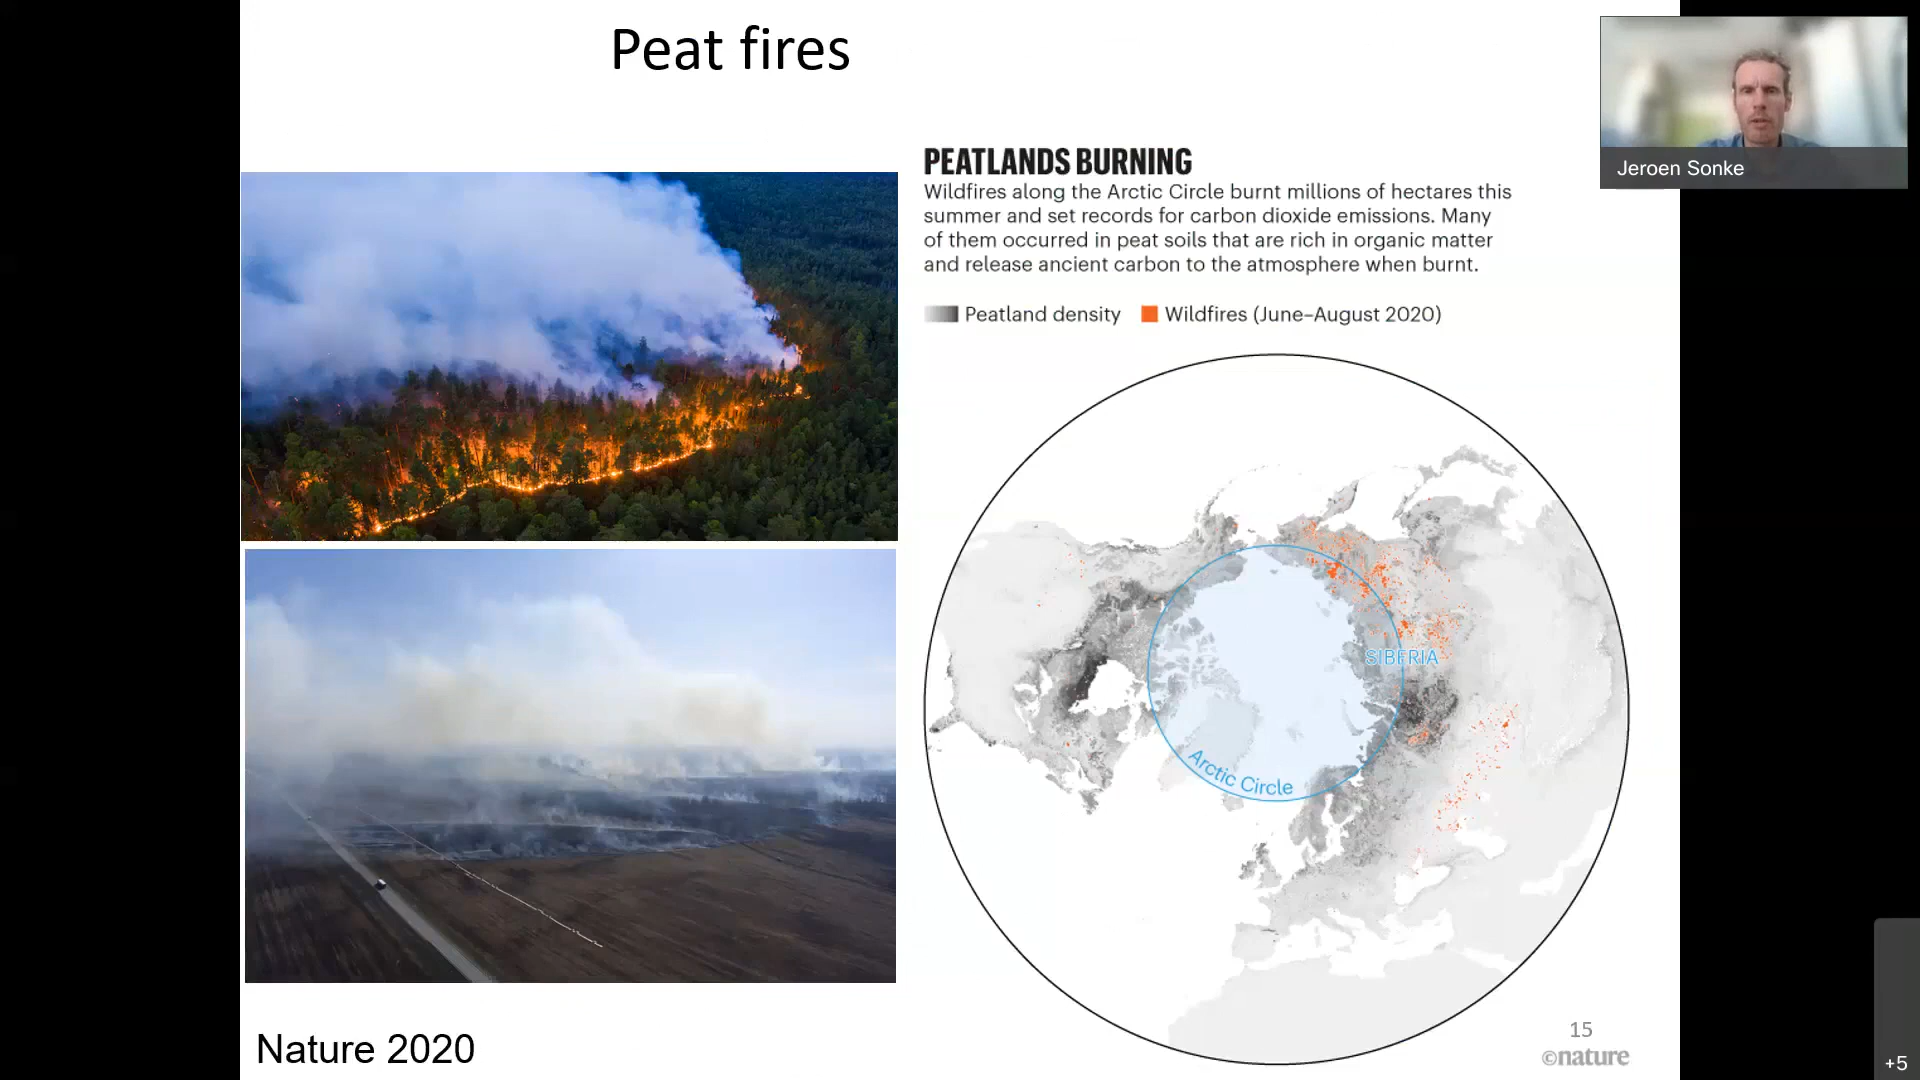 Peat fires
Jeroen Sonke
PEATLANDS BURNING
Wildfires along the Arctic Circle burnt millions of hectares this
summer and set records for carbon dioxide emissions. Many
of them occurred in peat soils that are rich in organic matter
and release ancient carbon to the atmosphere when burnt.
Peatland density
Wildfires (June–August 2020)
SIBERIA
Arctic Circle
Nature 2020
15
©nature
+5